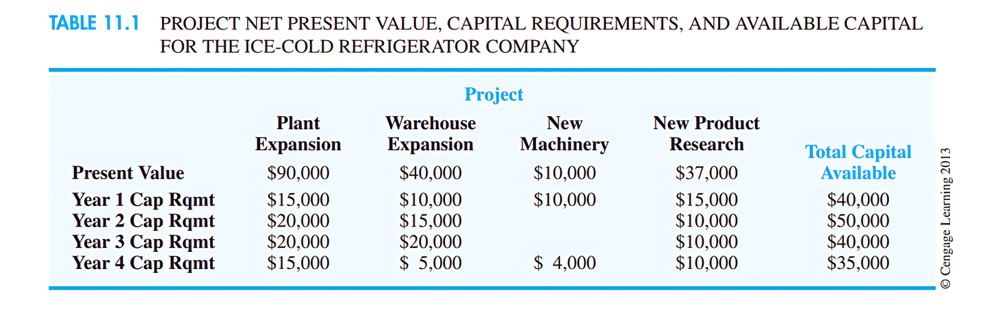 TABLE 11.1 PROJECT NET PRESENT VALUE, CAPITAL REQUIREMENTS, AND AVAILABLE CAPITAL
FOR THE ICE-COLD REFRIGERATOR COMPANY
Project
Plant Warehouse New New Product
Expansion Expansion Machinery Research Total Capital
Present Value $90,000 $40,000 $10,000 $37,000 Available
Year 1 Cap Rqmt $15,000 $10,000 $10,000 $15,000 $40,000
Year 2 Cap Rqmt $20,000 $15,000 $10,000 $50,000
Year 3 Cap Rqmt $20,000 $20,000 $10,000 $40,000
Year 4 Cap Rqmt $15,000 $ 5,000 $ 4,000 $10,000 $35,000
© Cengage Learning 2013